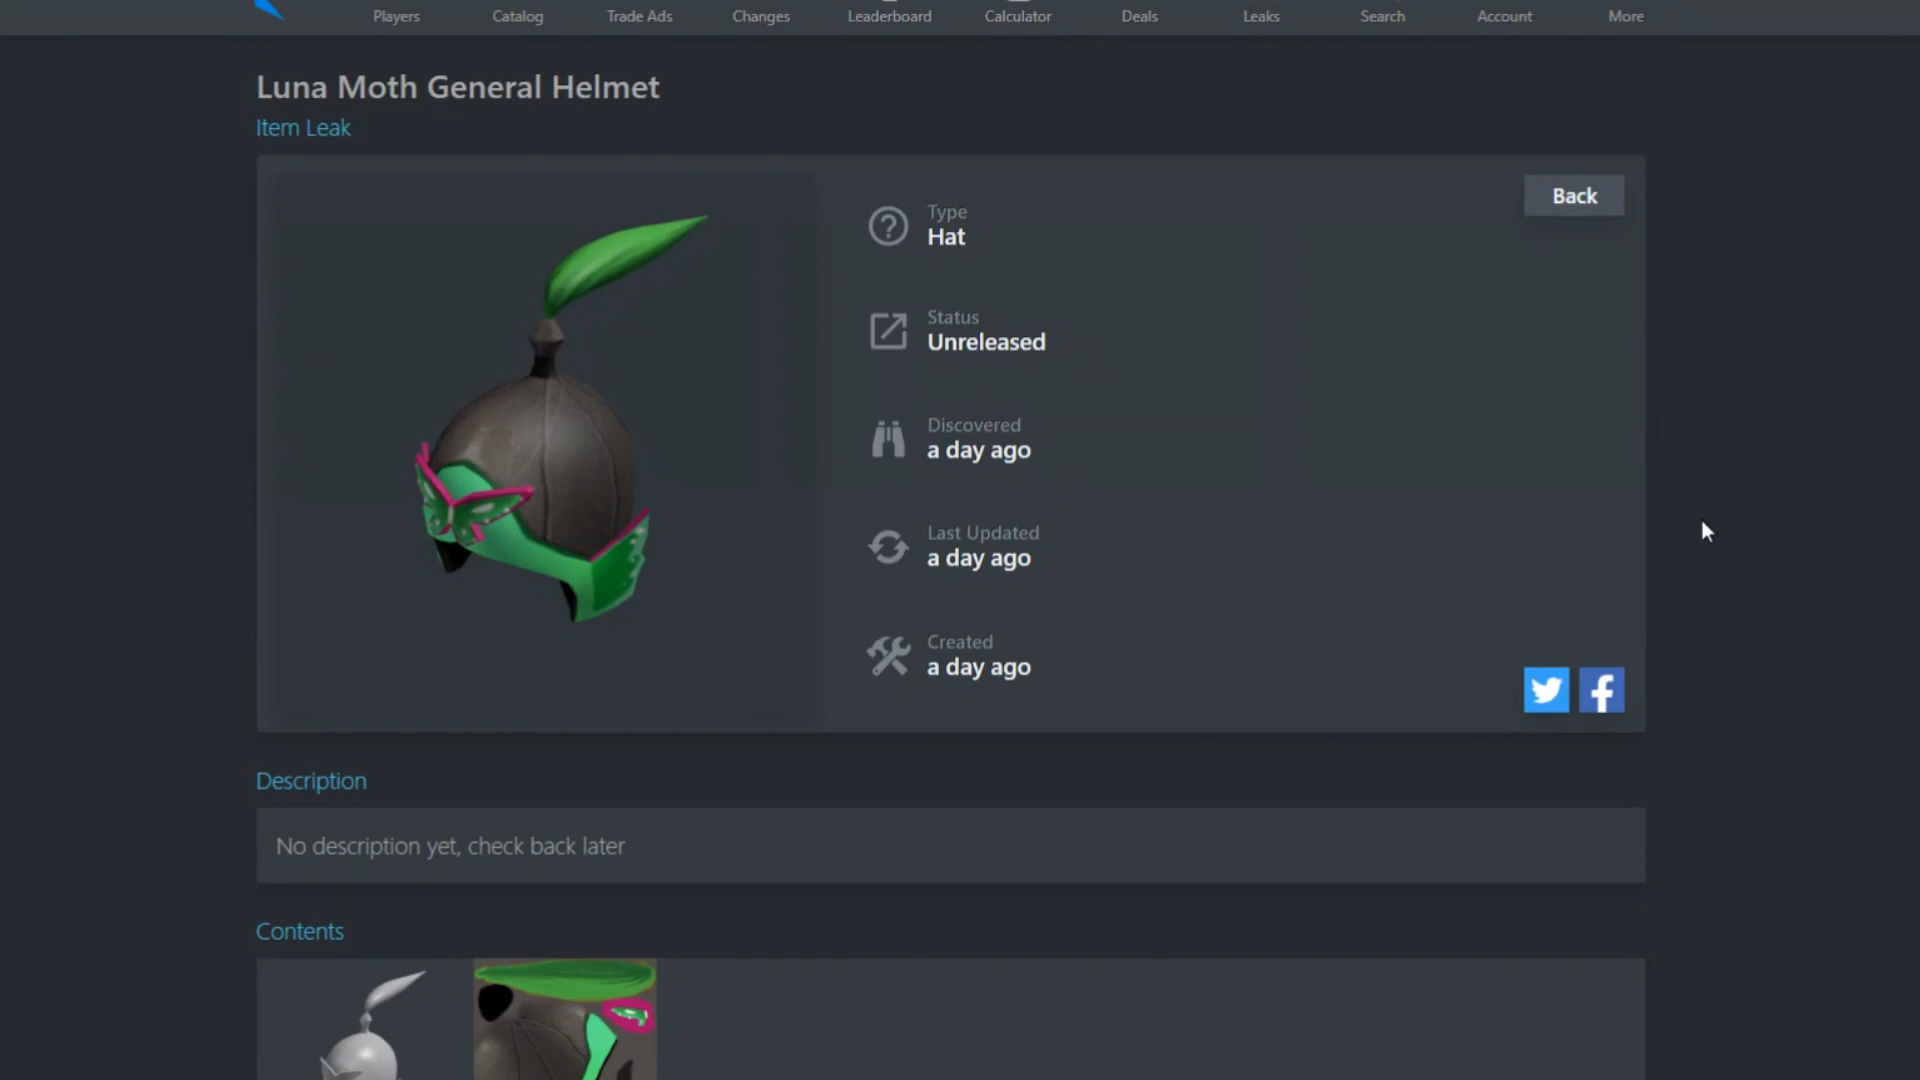 Players Catalog Trade Ads Changes Leaderboard Calculator Deals Leaks Search Account More
Luna Moth General Helmet
Item Leak
Back
Type
Hat
Status
Unreleased
Discovered
a day ago
Last Updated
a day ago
Created
a day ago
Description
No description yet, check back later
Contents